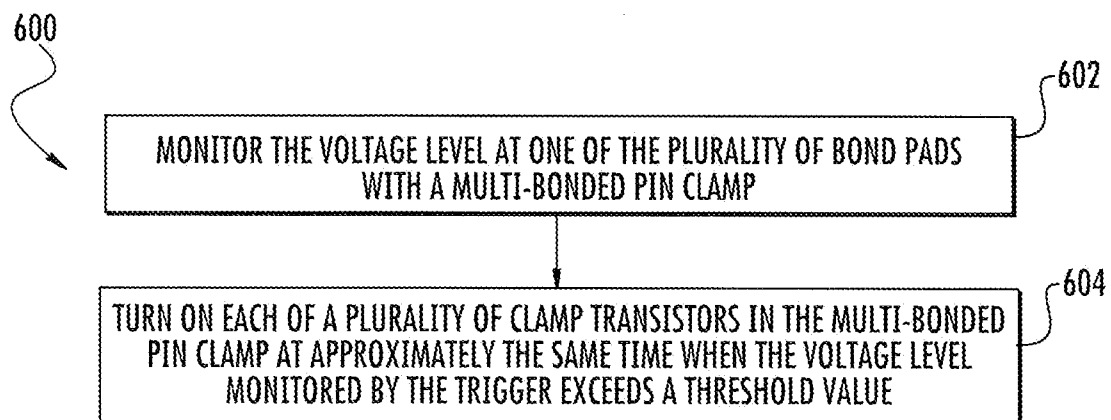 600
602
MONITOR THE VOLTAGE LEVEL AT ONE OF THE PLURALITY OF BOND PADS
WITH A MULTI-BONDED PIN CLAMP
604
TURN ON EACH OF A PLURALITY OF CLAMP TRANSISTORS IN THE MULTI-BONDED
PIN CLAMP AT APPROXIMATELY THE SAME TIME WHEN THE VOLTAGE LEVEL
MONITORED BY THE TRIGGER EXCEEDS A THRESHOLD VALUE